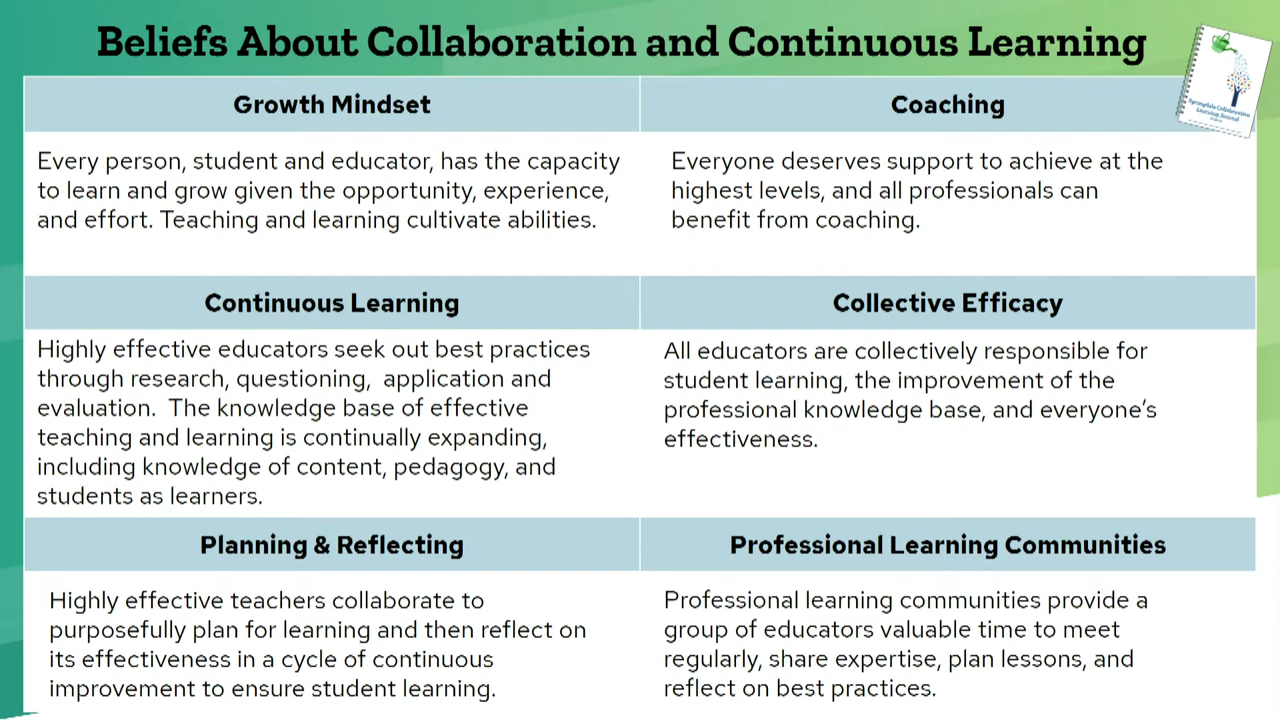 Beliefs About Collaboration and Continuous Learning
Springdale Collaborative
Learning Journal
Growth Mindset
Every person, student and educator, has the capacity
to learn and grow given the opportunity, experience,
and effort. Teaching and learning cultivate abilities.
Coaching
Everyone deserves support to achieve at the
highest levels, and all professionals can
benefit from coaching.
Continuous Learning
Highly effective educators seek out best practices
through research, questioning,  application and
evaluation.  The knowledge base of effective
teaching and learning is continually expanding,
including knowledge of content, pedagogy, and
students as learners.
Collective Efficacy
All educators are collectively responsible for
student learning, the improvement of the
professional knowledge base, and everyone’s
effectiveness.
Planning & Reflecting
Highly effective teachers collaborate to
purposefully plan for learning and then reflect on
its effectiveness in a cycle of continuous
improvement to ensure student learning.
Professional Learning Communities
Professional learning communities provide a
group of educators valuable time to meet
regularly, share expertise, plan lessons, and
reflect on best practices.